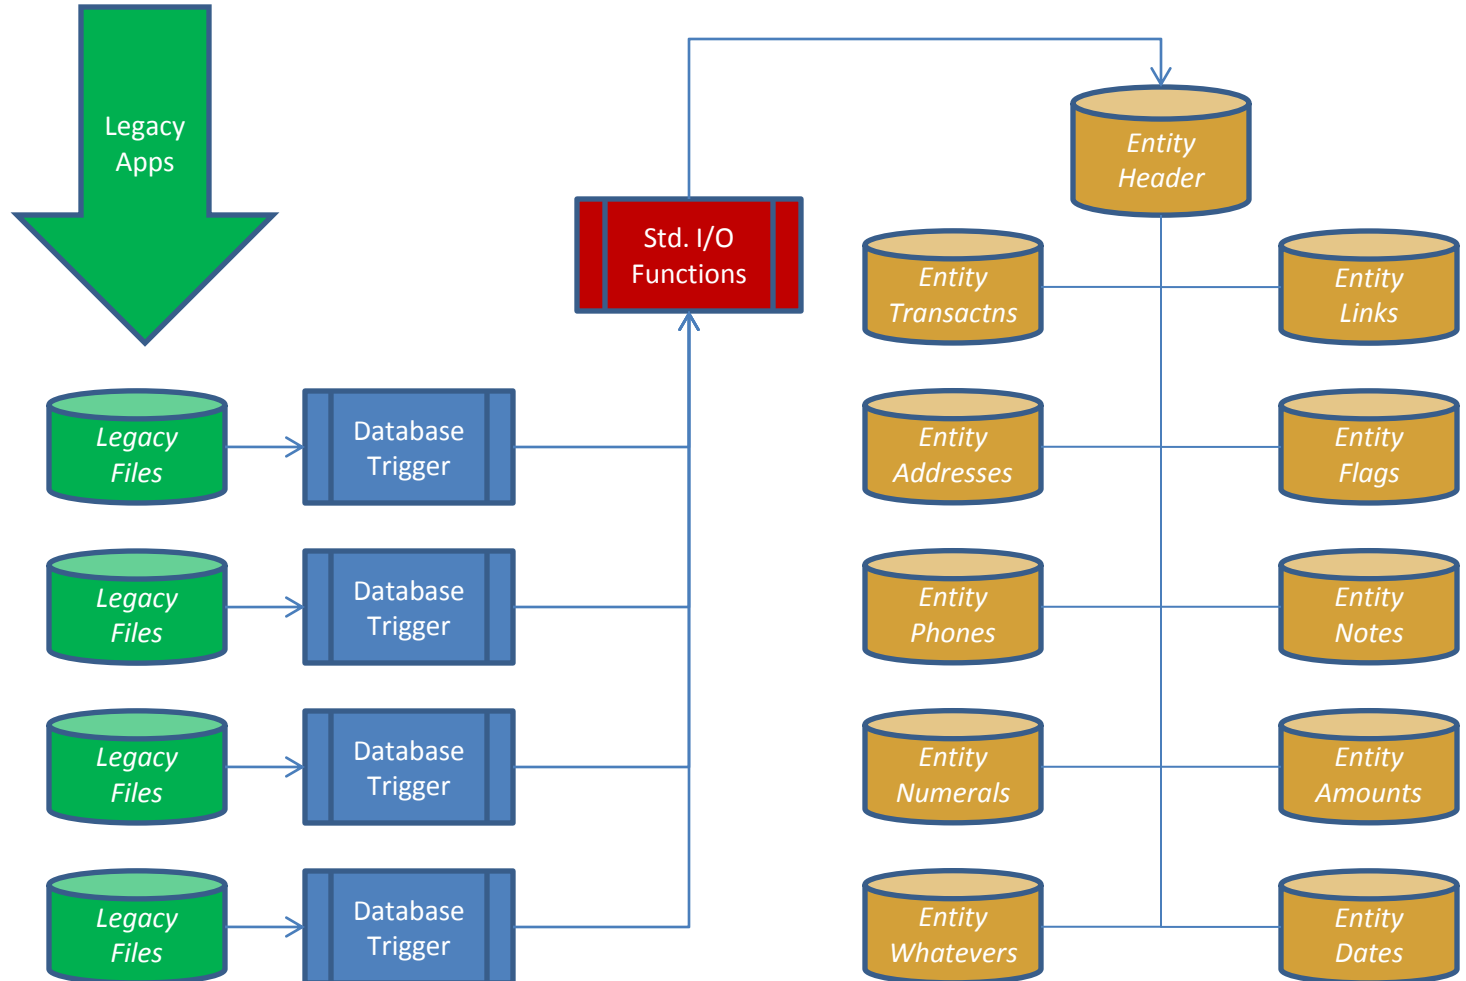 Legacy
Apps
Entity
Header
Std. I/O
Functions
Entity
Transactns
Entity
Links
Legacy
Files
Database
Trigger
Entity
Addresses
Entity
Flags
Legacy
Files
Database
Trigger
Entity
Phones
Entity
Notes
Legacy
Files
Database
Trigger
Entity
Numerals
Entity
Amounts
Legacy
Files
Database
Trigger
Entity
Whatevers
Entity
Dates